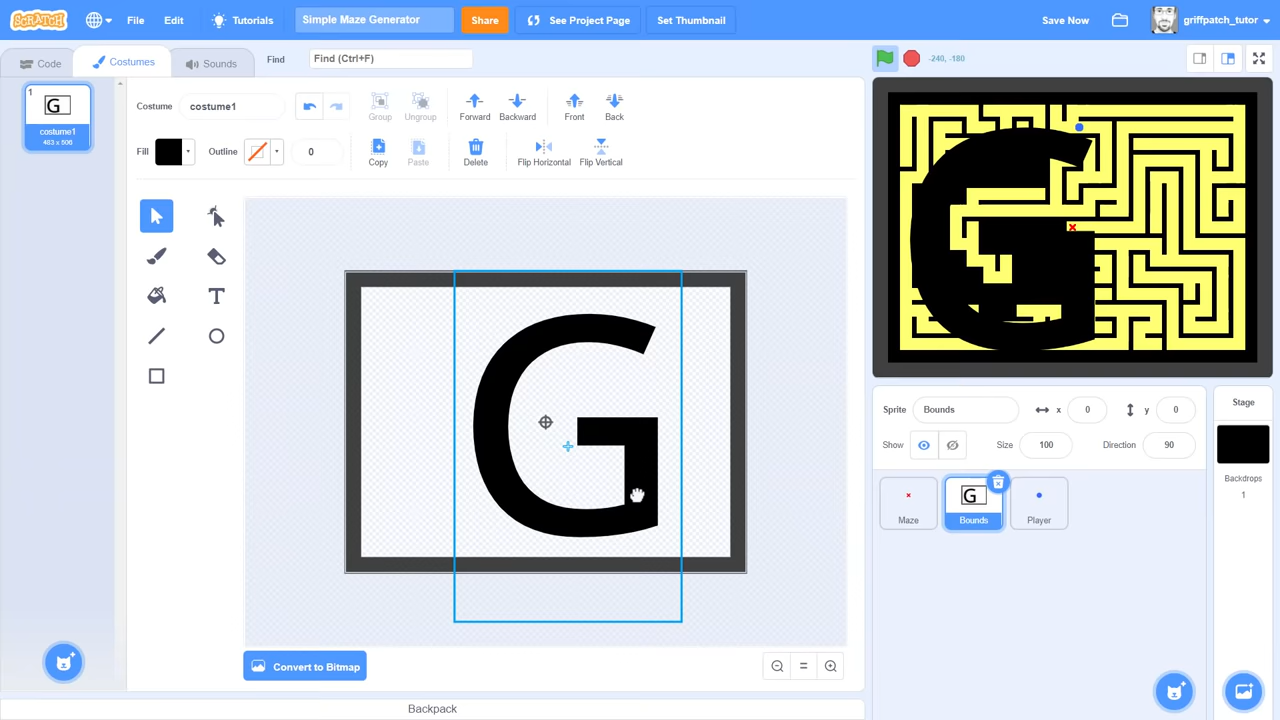 SCRATCH
File
Edit
Tutorials
Simple Maze Generator
Share
See Project Page
Set Thumbnail
Save Now
griffpatch_tutor
Code
Costumes
Sounds
Find
Find (Ctrl+F)
-240, -180
1
G
costume1
483 x 506
Costume
costume1
Group
Ungroup
Forward
Backward
Front
Back
Fill
Outline
0
Copy
Paste
Delete
Flip Horizontal
Flip Vertical
T
G
Convert to Bitmap
Backpack
Sprite
Bounds
x
0
y
0
Show
Size
100
Direction
90
Maze
G
Bounds
Player
Stage
Backdrops
1